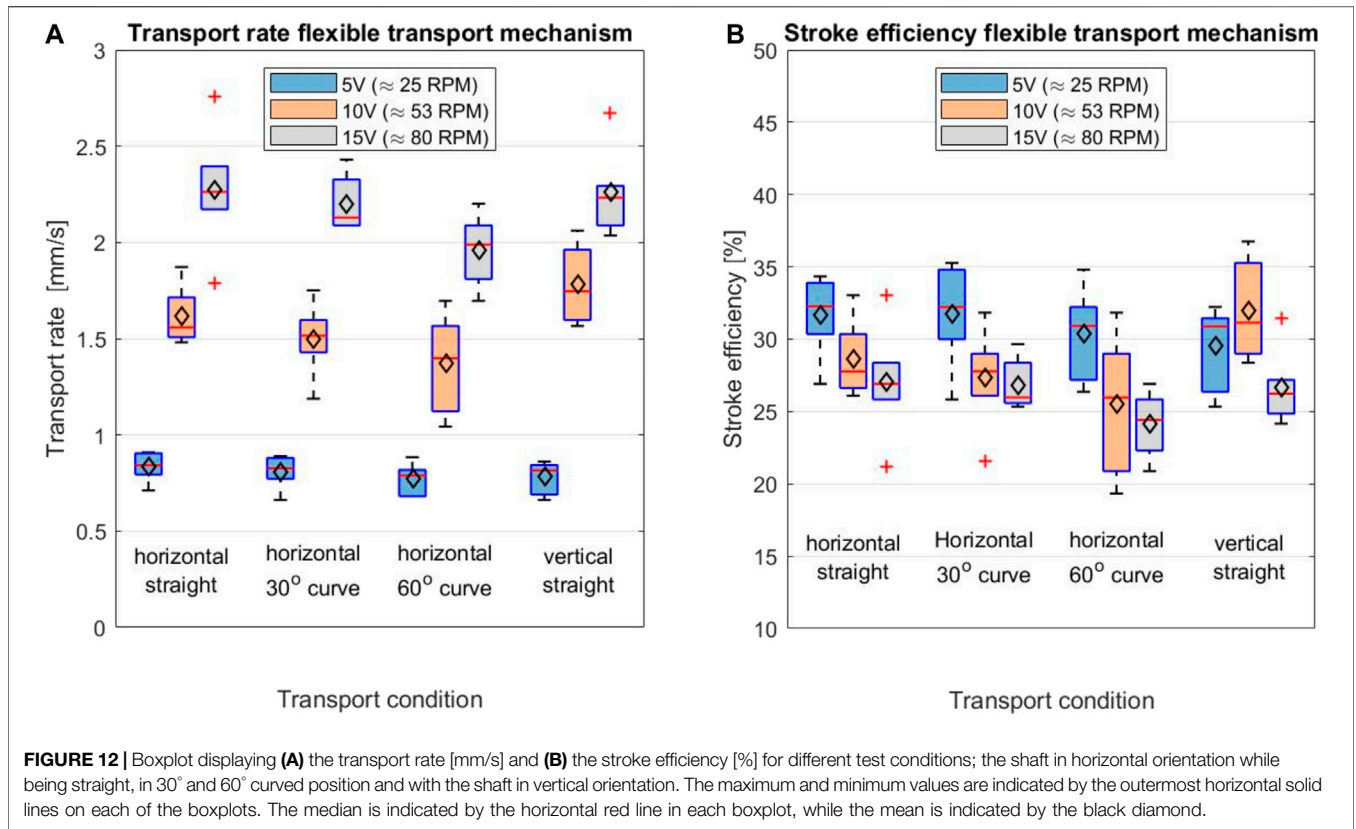 A Transport rate flexible transport mechanism
3
2.5
2
1.5
1
0.5
0
Transport rate [mm/s]
5V (≈ 25 RPM)
10V (≈ 53 RPM)
15V (≈ 80 RPM)
horizontal straight
horizontal 30° curve
horizontal 60° curve
vertical straight
Transport condition
B Stroke efficiency flexible transport mechanism
50
45
40
35
30
25
20
15
10
Stroke efficiency [%]
5V (≈ 25 RPM)
10V (≈ 53 RPM)
15V (≈ 80 RPM)
horizontal straight
Horizontal 30° curve
horizontal 60° curve
vertical straight
Transport condition
FIGURE 12 | Boxplot displaying (A) the transport rate [mm/s] and (B) the stroke efficiency [%] for different test conditions; the shaft in horizontal orientation while
being straight, in 30° and 60° curved position and with the shaft in vertical orientation. The maximum and minimum values are indicated by the outermost horizontal solid
lines on each of the boxplots. The median is indicated by the horizontal red line in each boxplot, while the mean is indicated by the black diamond.